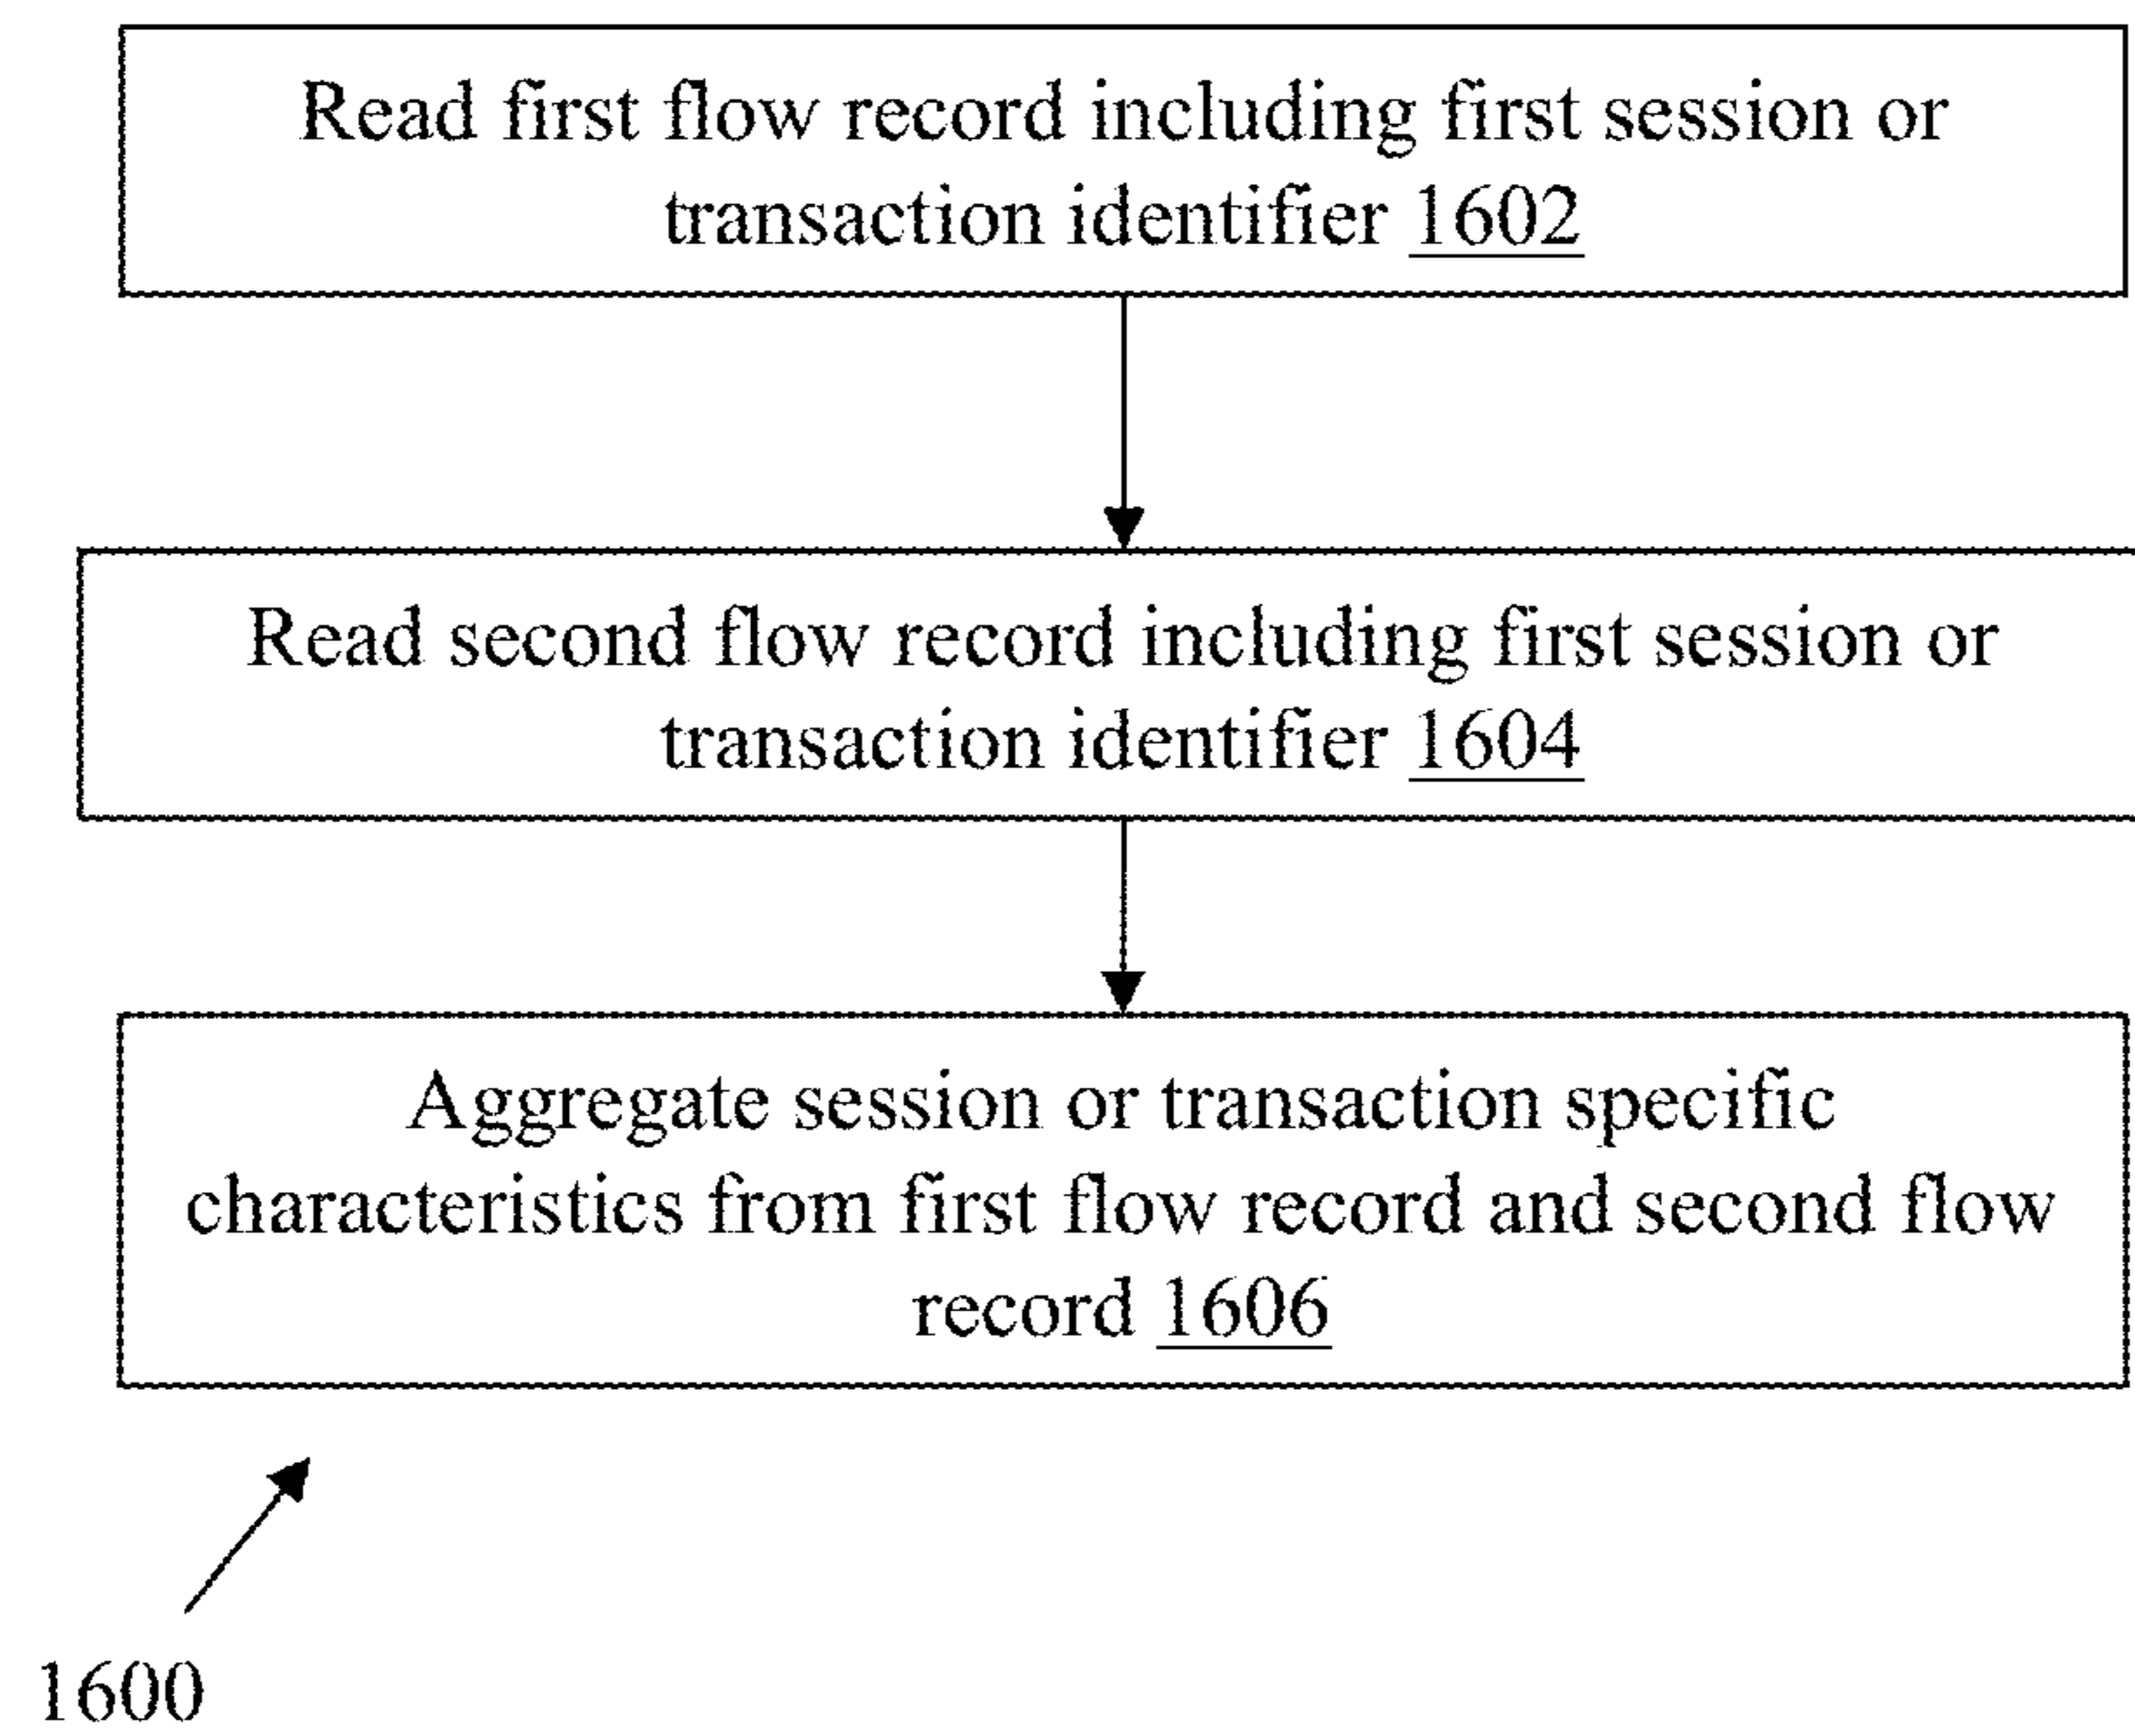 Read first flow record including first session or
transaction identifier 1602
Read second flow record including first session or
transaction identifier 1604
Aggregate session or transaction specific
characteristics from first flow record and second flow
record 1606
1600